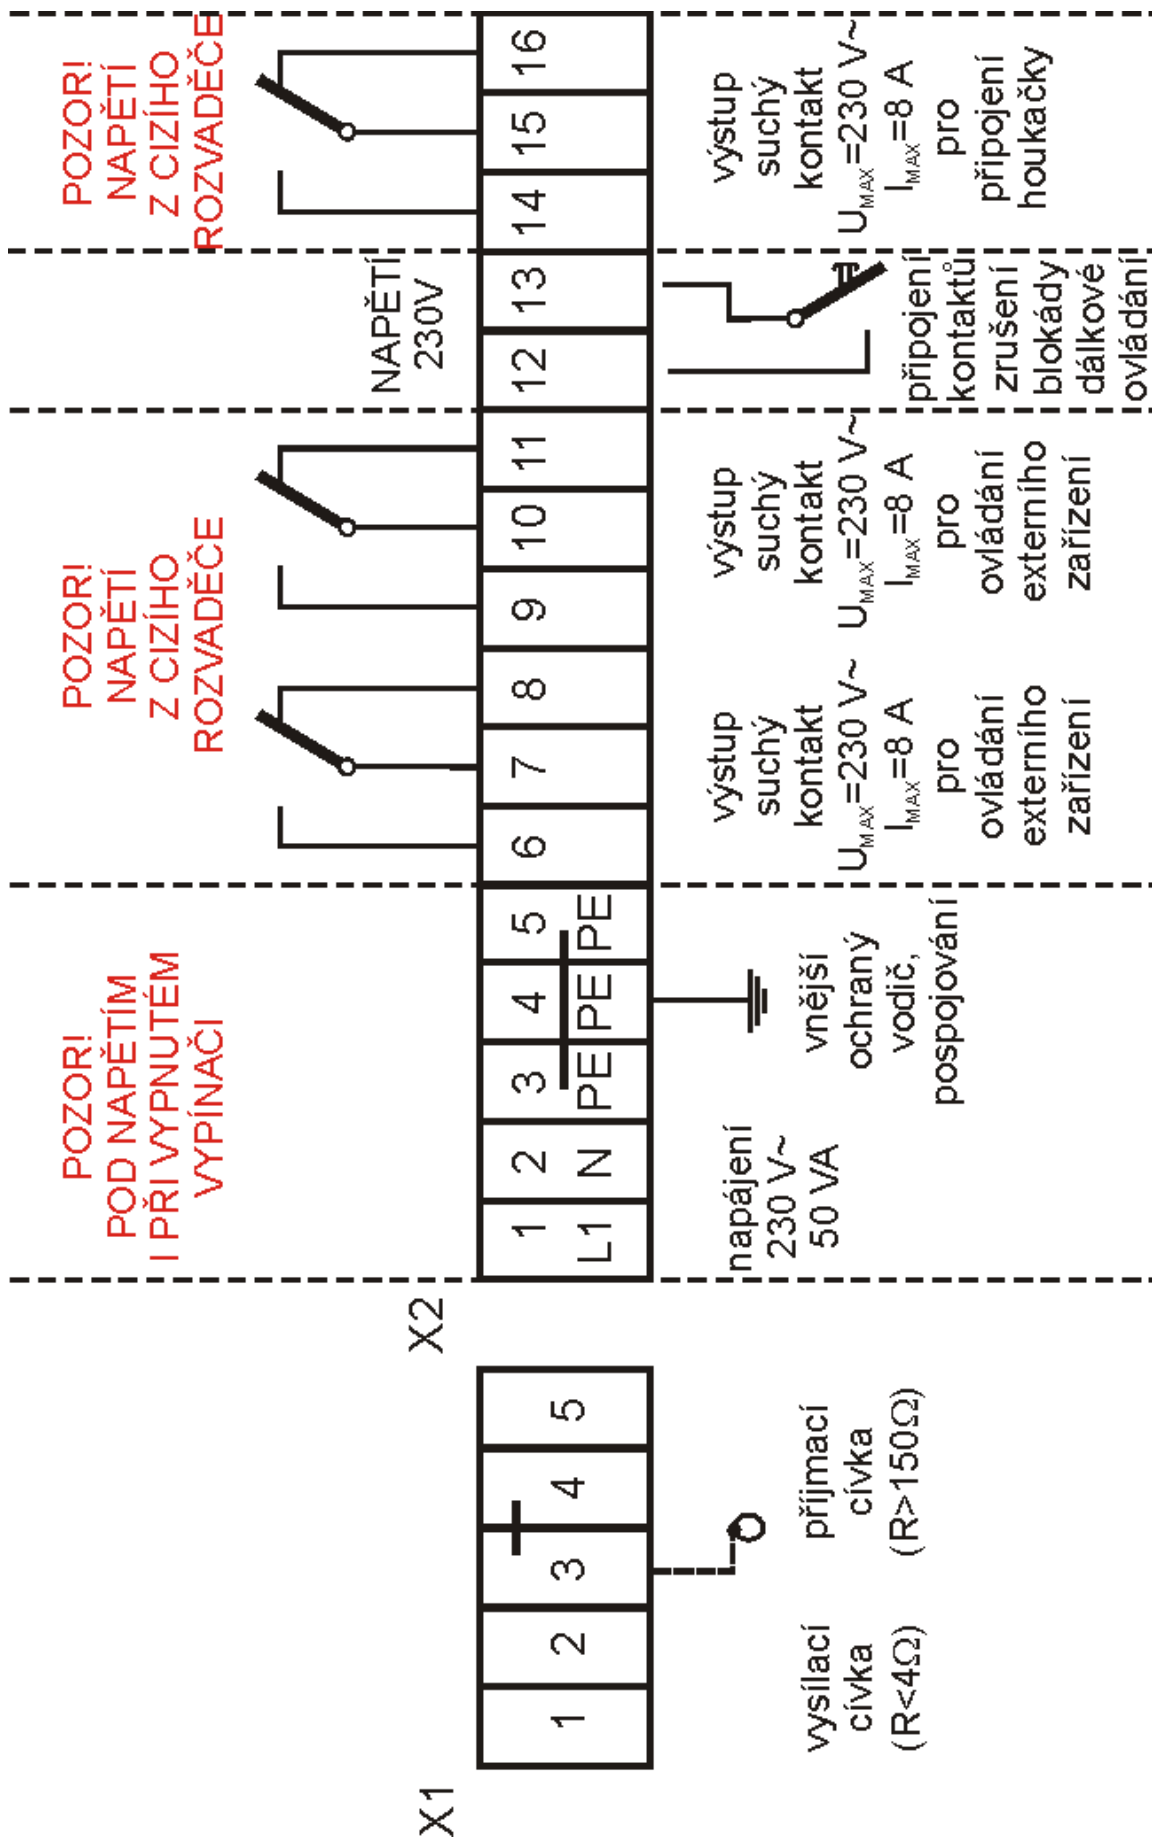 X1
1
2
3
4
5
vysílací
cívka
(R<4Ω)
příjmací
cívka
(R>150Ω)
X2
POZOR!
POD NAPĚTÍM
I PŘI VYPNUTÉM
VYPÍNAČI
1
2
3
4
5
L1
N
PE
PE
PE
napájení
230 V~
50 VA
vnější
ochraný
vodič,
pospojování
POZOR!
NAPĚTÍ
Z CIZÍHO
ROZVADĚČE
6
7
8
9
10
11
výstup
suchý
kontakt
UMAX=230 V~
IMAX=8 A
pro
ovládání
externího
zařízení
výstup
suchý
kontakt
UMAX=230 V~
IMAX=8 A
pro
ovládání
externího
zařízení
NAPĚTÍ
230V
12
13
připojení
kontaktů
zrušení
blokády
dálkové
ovládání
POZOR!
NAPĚTÍ
Z CIZÍHO
ROZVADĚČE
14
15
16
výstup
suchý
kontakt
UMAX=230 V~
IMAX=8 A
pro
připojení
houkačky